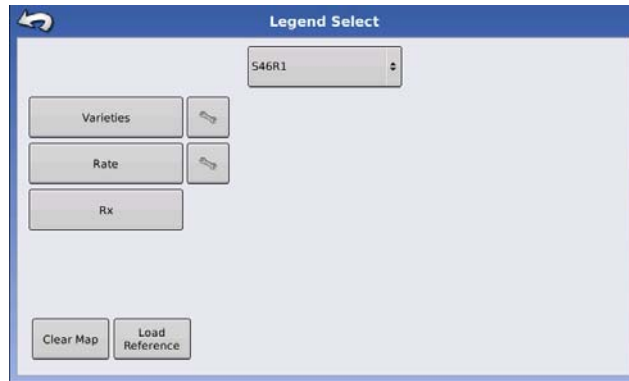 Legend Select
S46R1
Varieties
Rate
Rx
Clear Map
Load
Reference